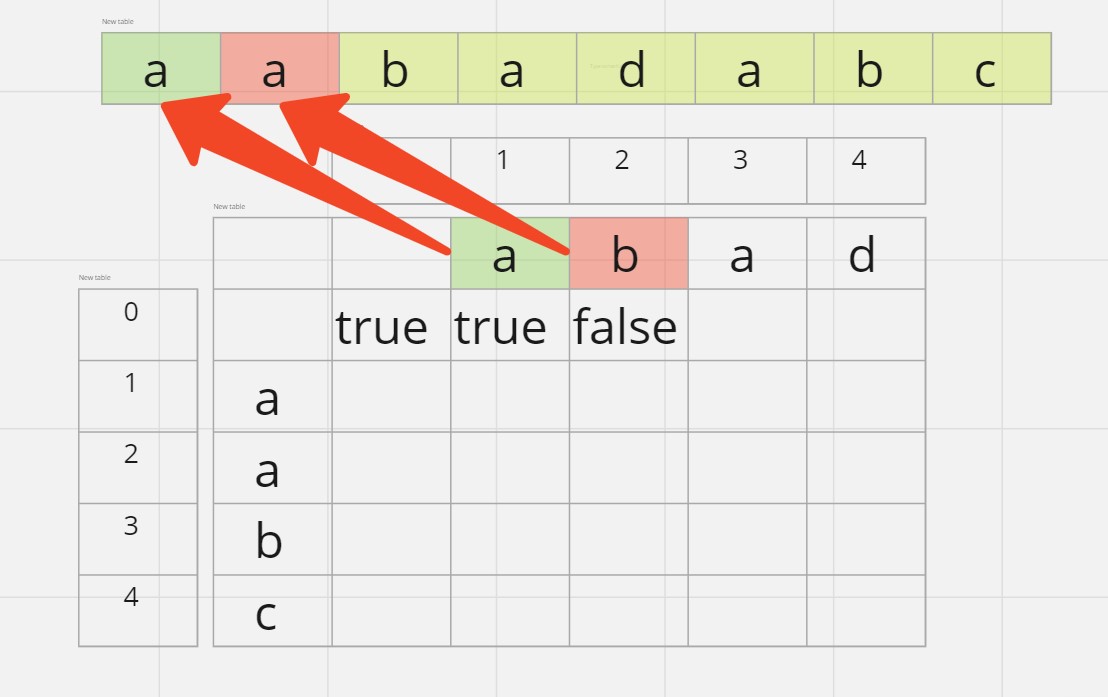 New table
a a b a d a b c
1 2 3 4
New table
a b a d
New table
0 true true false
1 a
2 a
3 b
4 c